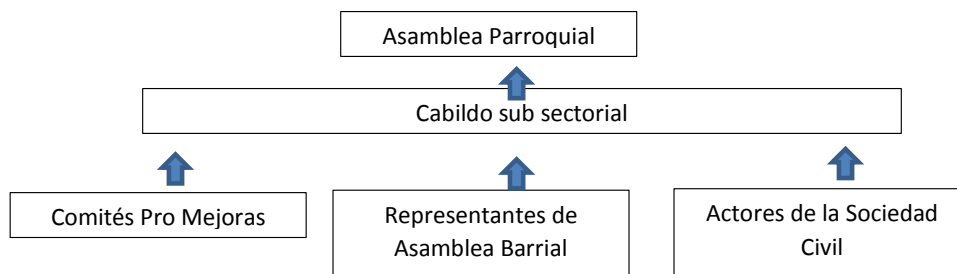 Asamblea Parroquial
Cabildo sub sectorial
Comités Pro Mejoras
Representantes de
Asamblea Barrial
Actores de la Sociedad
Civil